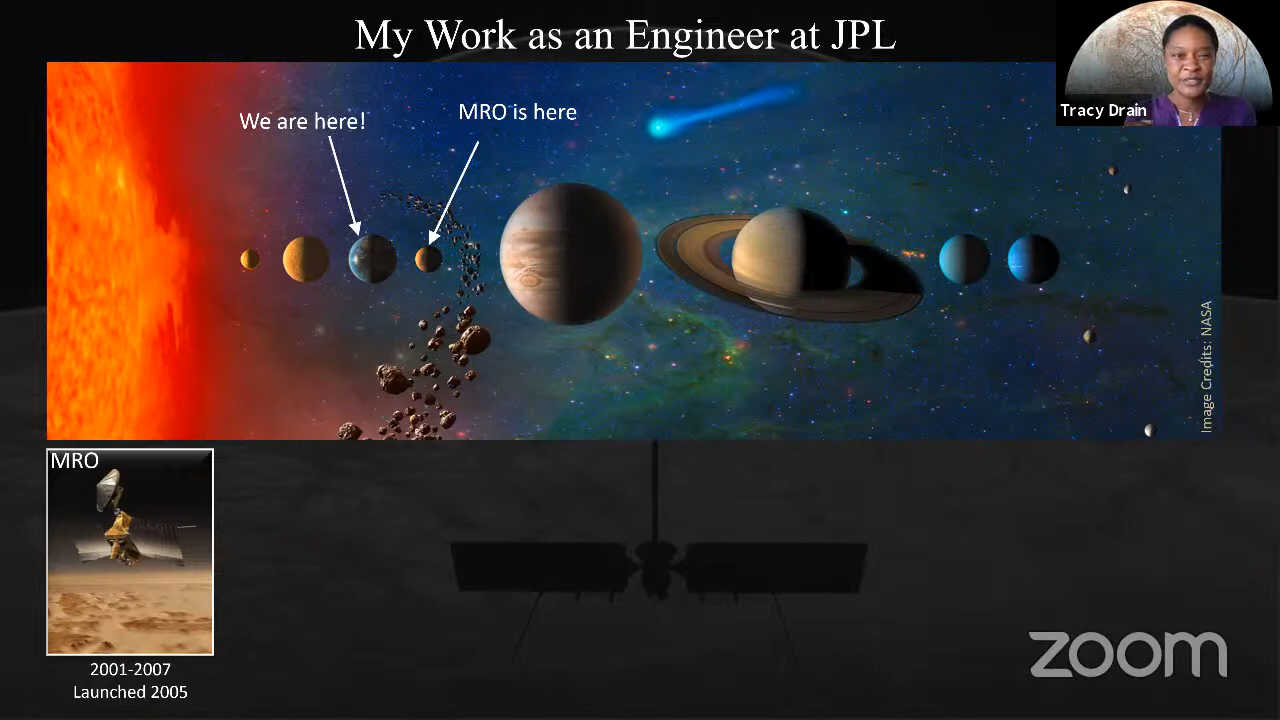 My Work as an Engineer at JPL
Tracy Drain
We are here!
MRO is here
Image Credits: NASA
MRO
2001-2007
Launched 2005
zoom